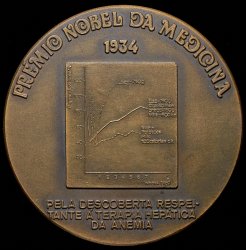 PRÉMIO NOBEL DA MEDICINA
1934
PELA DESCOBERTA RESPEI-
TANTE A TERAPIA HEPÁTICA
DA ANEMIA